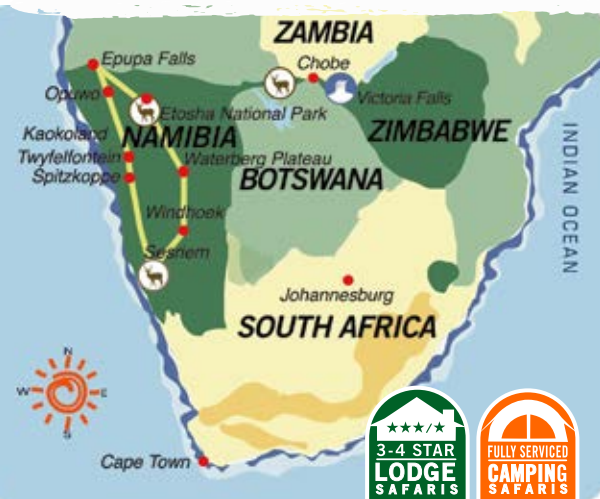 ZAMBIA
Epupa Falls
Chobe
Opuwo
Victoria Falls
Etosha National Park
Kaokoland
NAMIBIA
ZIMBABWE
Twyfelfontein
Waterberg Plateau
Spitzkoppe
BOTSWANA
INDIAN OCEAN
Windhoek
Sesriem
Johannesburg
SOUTH AFRICA
N
W
E
S
Cape Town
★★★/★
3-4 STAR
LODGE
SAFARIS
FULLY SERVICED
CAMPING
SAFARIS